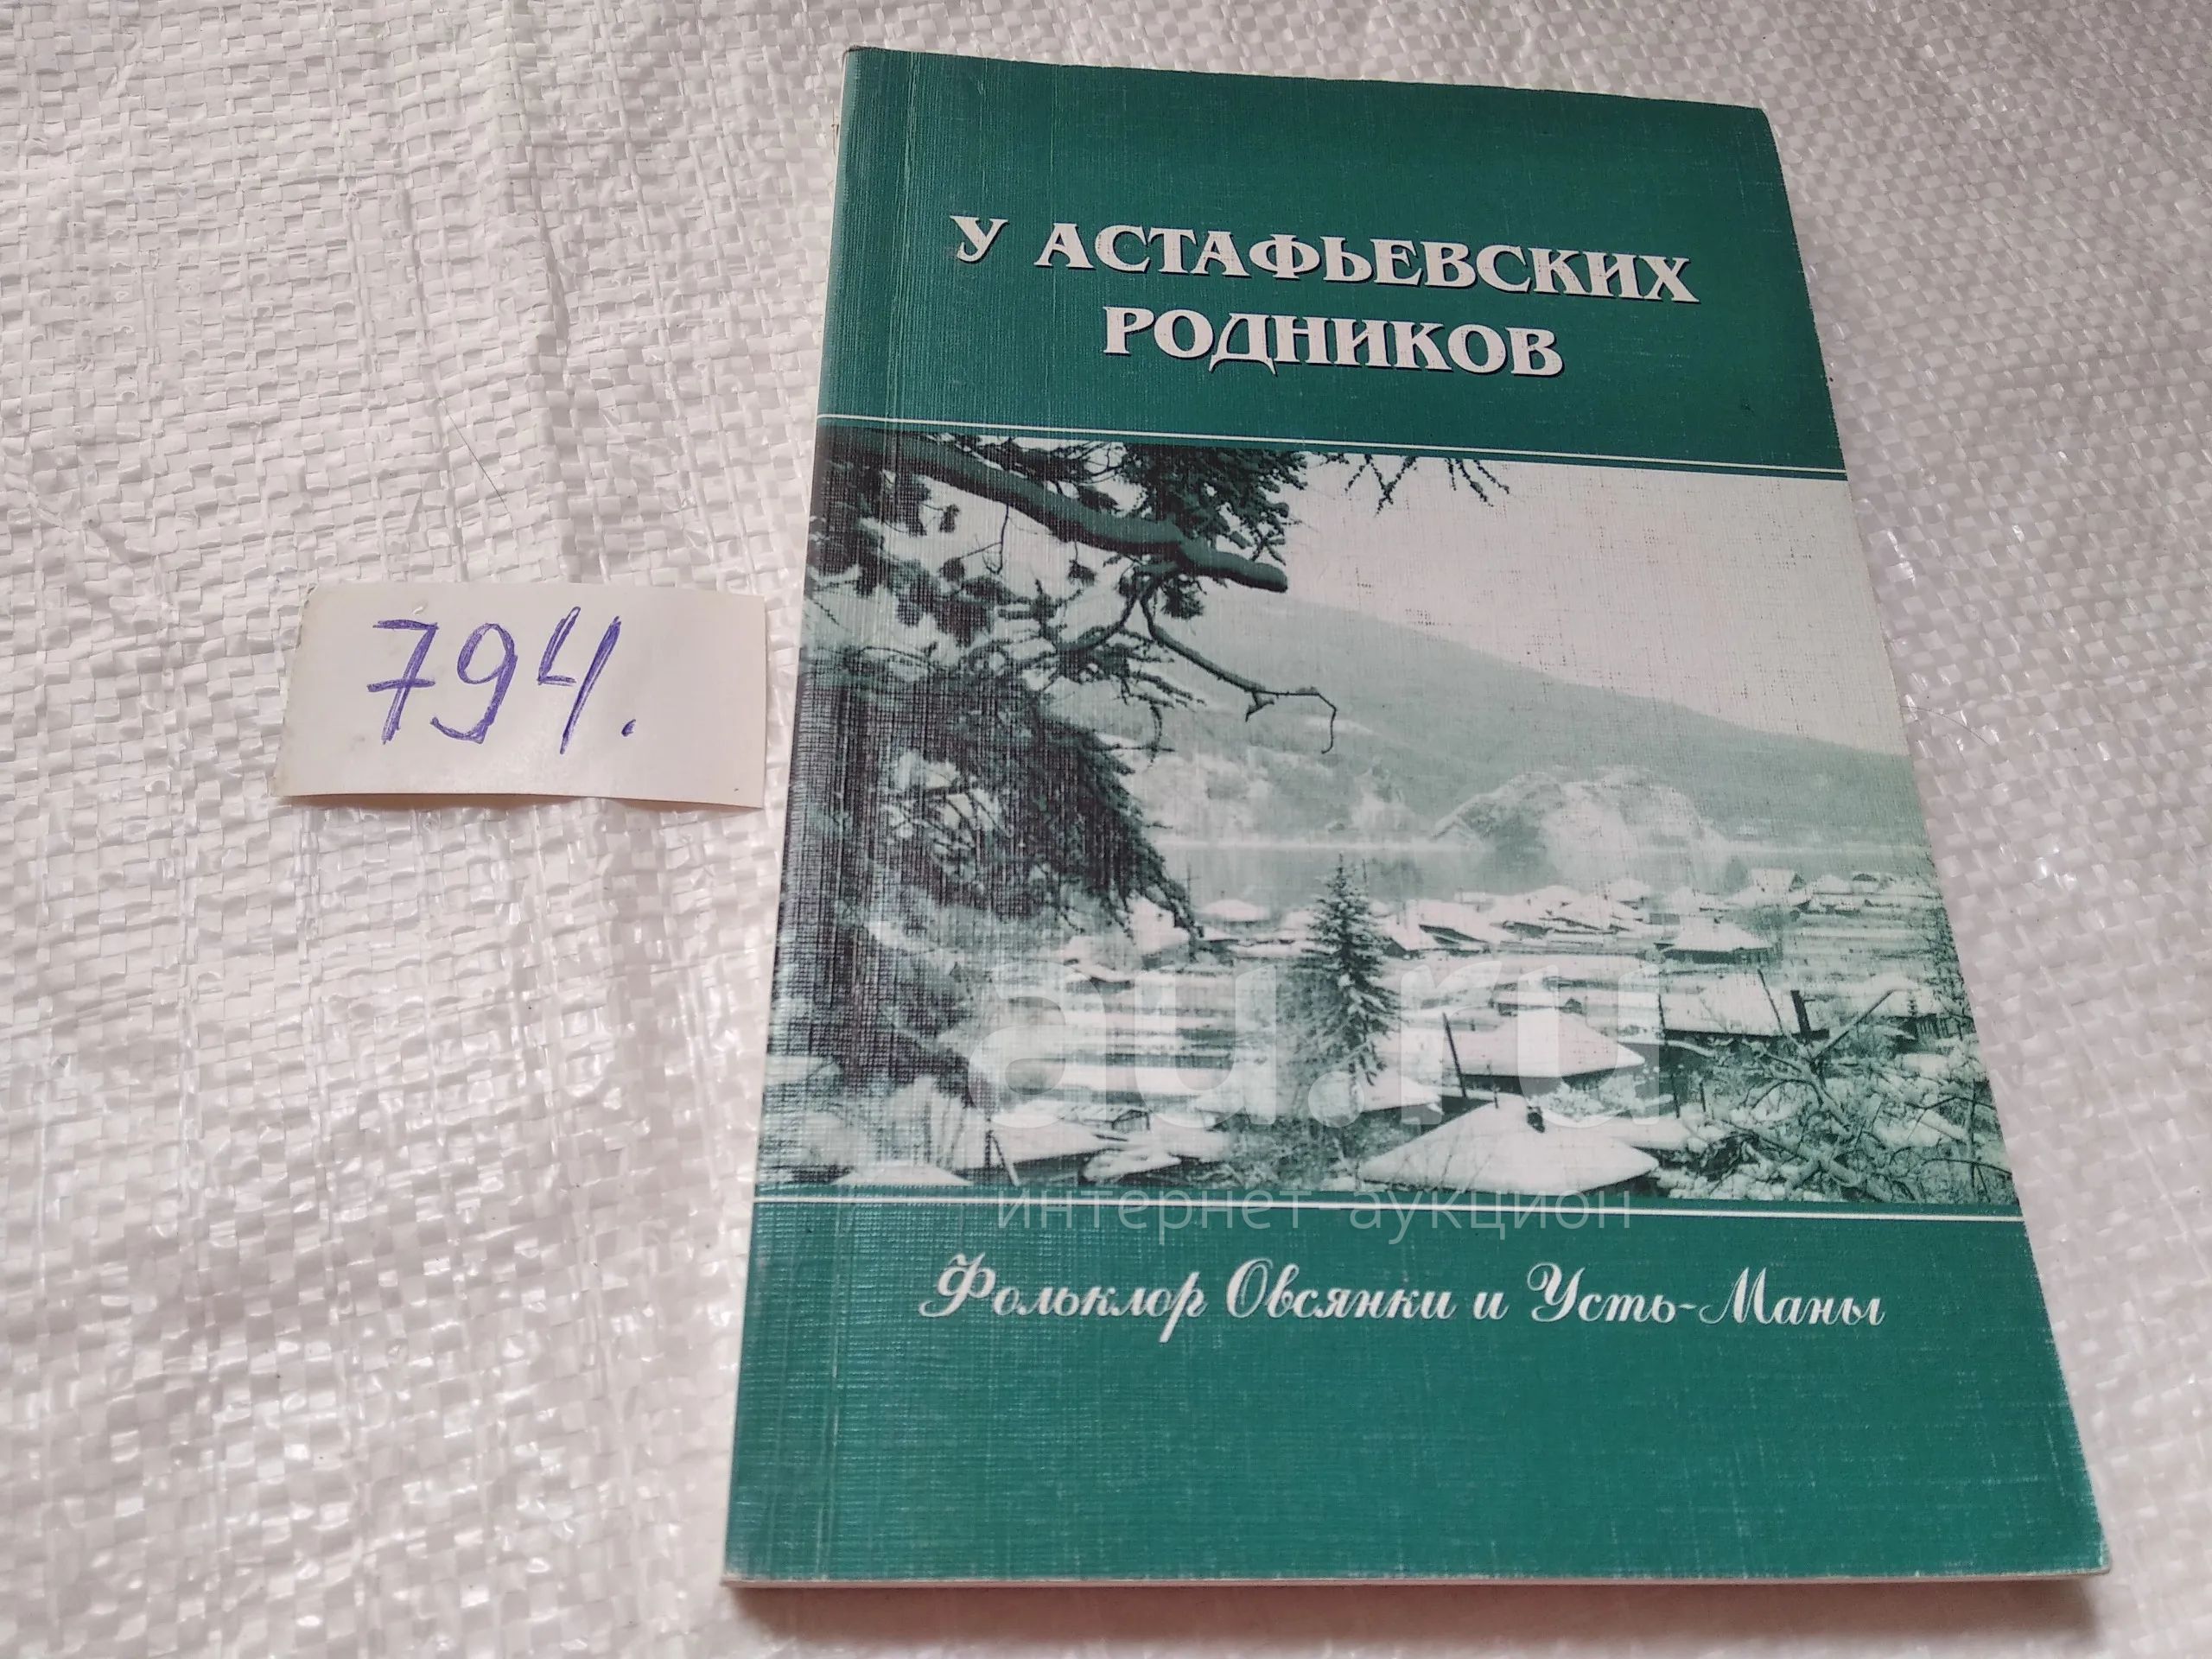 У АСТАФЬЕВСКИХ
РОДНИКОВ
794.
au.ru
интернет-аукцион
Фольклор Овсянки и Усть-Маны